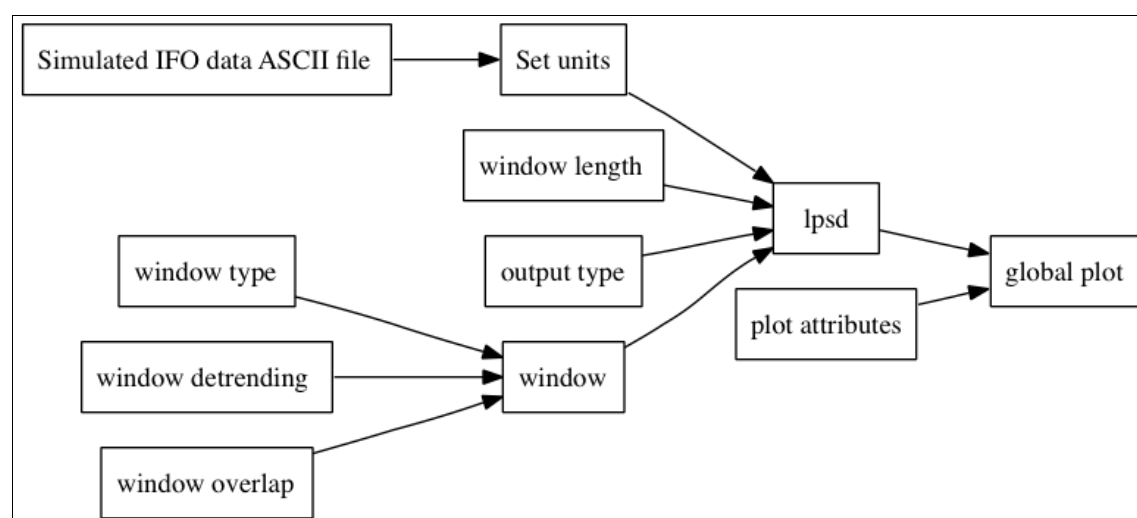 Simulated IFO data ASCII file
Set units
window length
lpsd
window type
output type
global plot
plot attributes
window detrending
window
window overlap